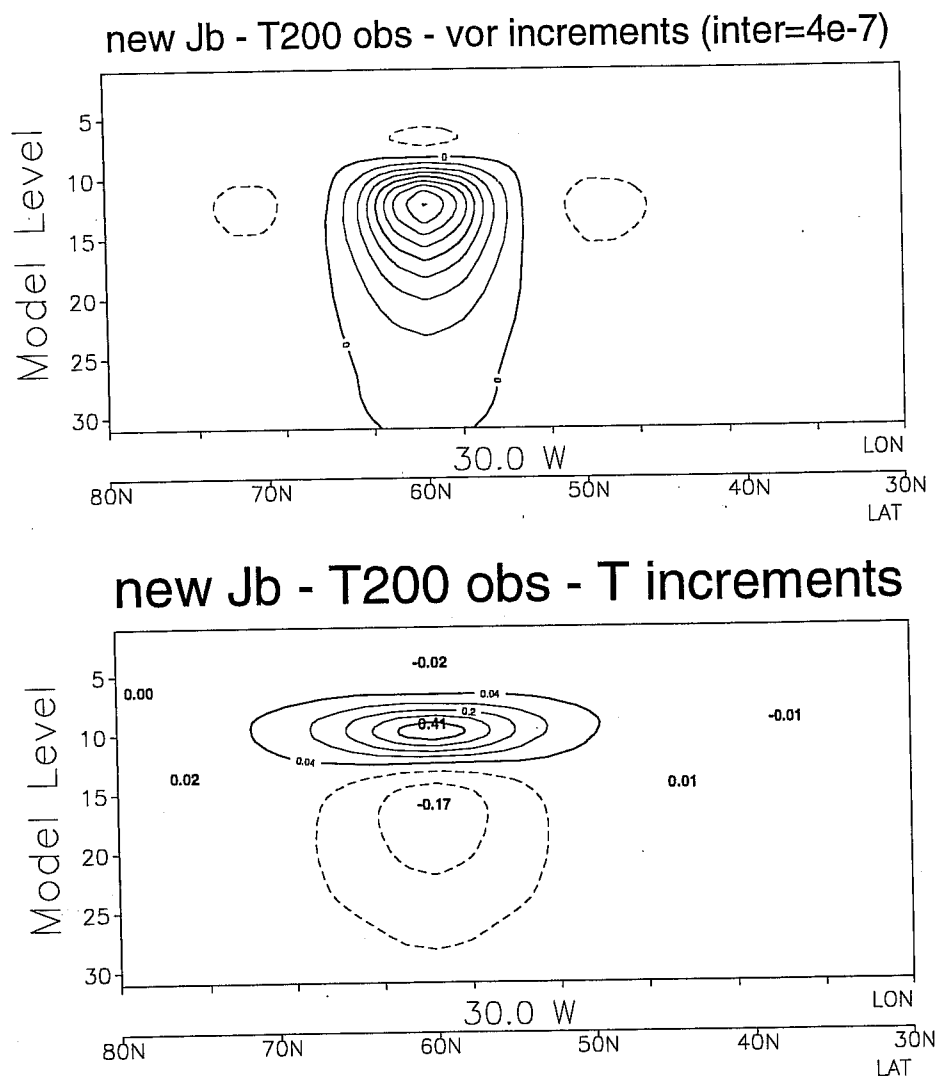 new Jb - T200 obs - vor increments (inter=4e-7)
Model Level
5
10
15
20
25
30
0
0
0
LON
30.0 W
80N 70N 60N 50N 40N 30N
LAT
new Jb - T200 obs - T increments
Model Level
5
10
15
20
25
30
-0.02
0.00
0.04
0.2
0.41
-0.01
0.04
0.02
0.01
-0.17
LON
30.0 W
80N 70N 60N 50N 40N 30N
LAT